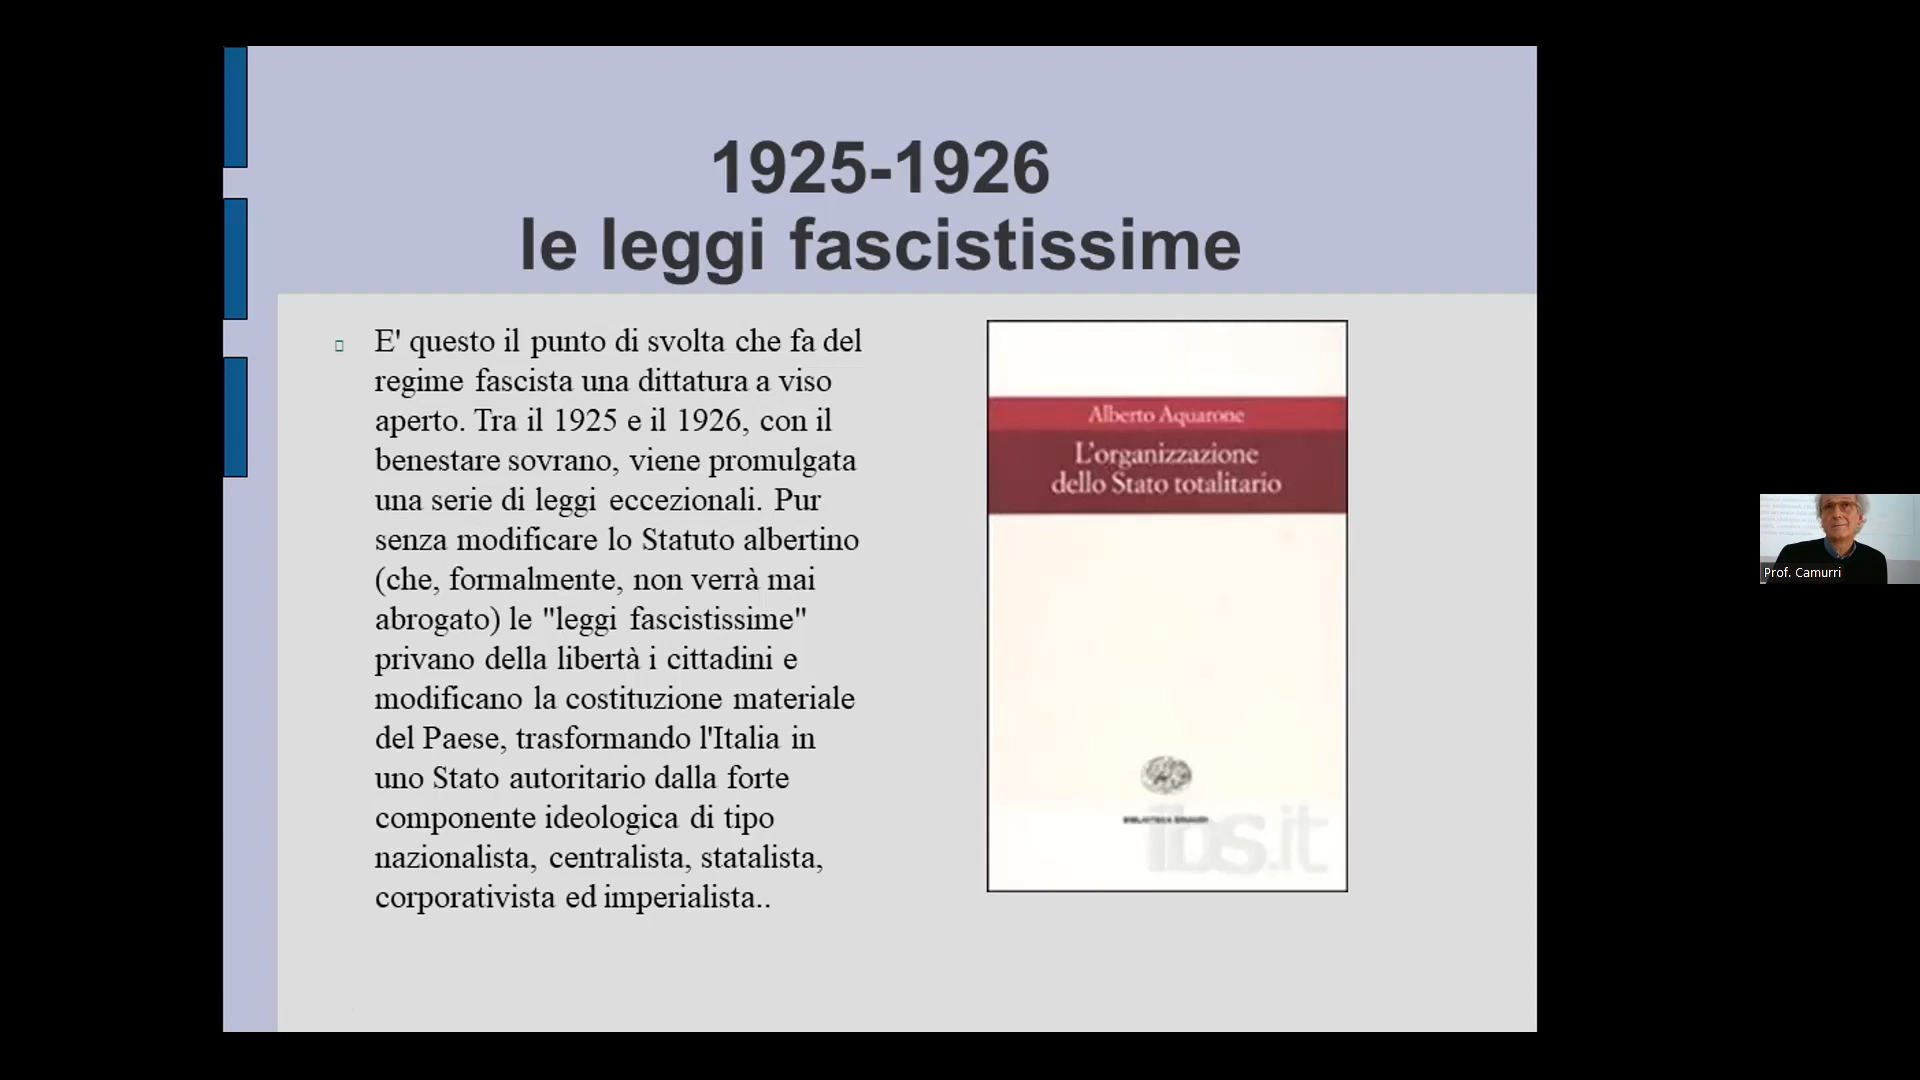 1925-1926
le leggi fascistissime
E' questo il punto di svolta che fa del
regime fascista una dittatura a viso
aperto. Tra il 1925 e il 1926, con il
benestare sovrano, viene promulgata
una serie di leggi eccezionali. Pur
senza modificare lo Statuto albertino
(che, formalmente, non verrà mai
abrogato) le "leggi fascistissime"
privano della libertà i cittadini e
modificano la costituzione materiale
del Paese, trasformando l'Italia in
uno Stato autoritario dalla forte
componente ideologica di tipo
nazionalista, centralista, statalista,
corporativista ed imperialista..
Alberto Aquarone
L'organizzazione
dello Stato totalitario
ibs.it
Prof. Camurri